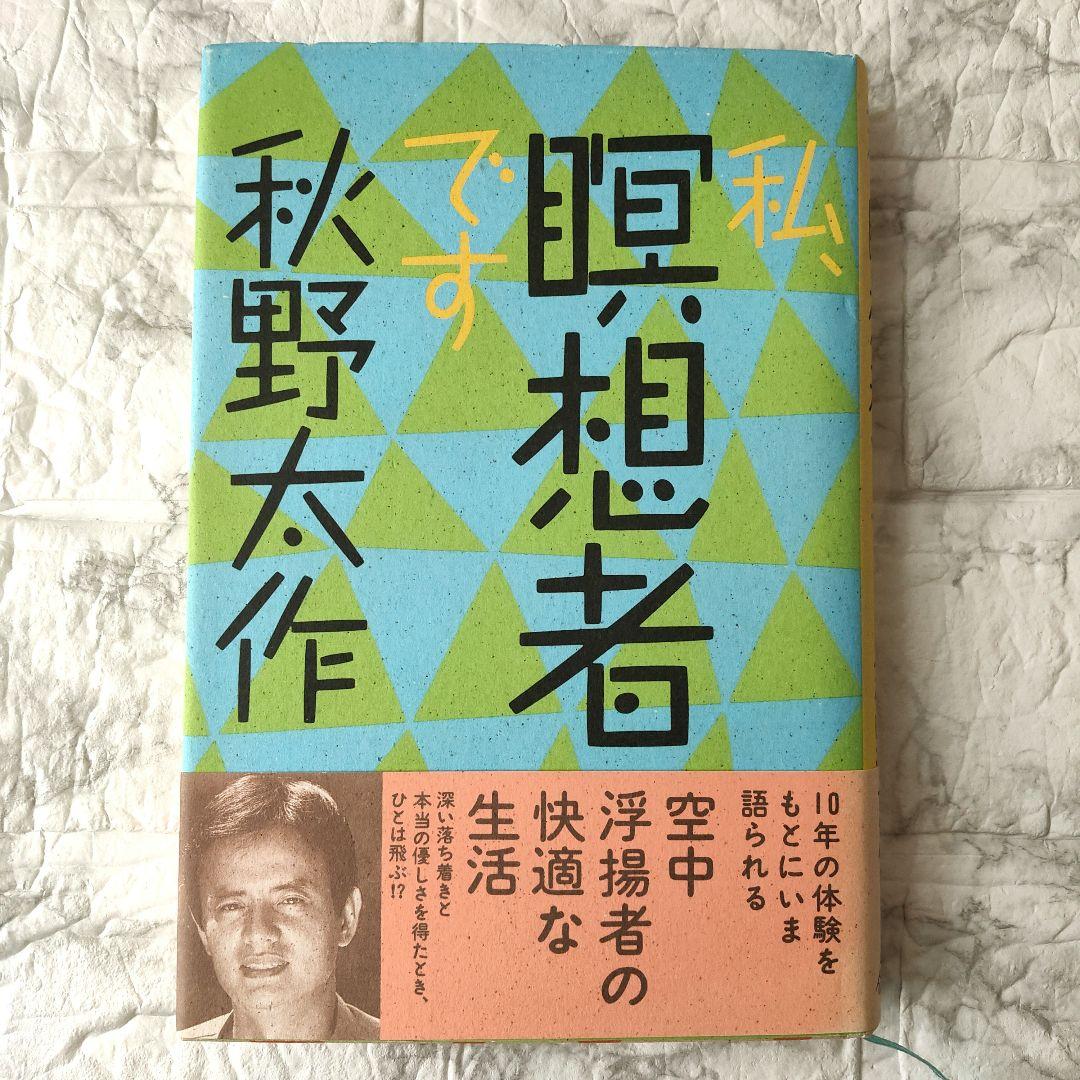 私、
瞑想者
です
秋野太作
10年の体験を
もとにいま
語られる
空中
浮揚者の
快適な
生活
深い落ち着きと
本当の優しさを得たとき、
ひとは飛ぶ!?